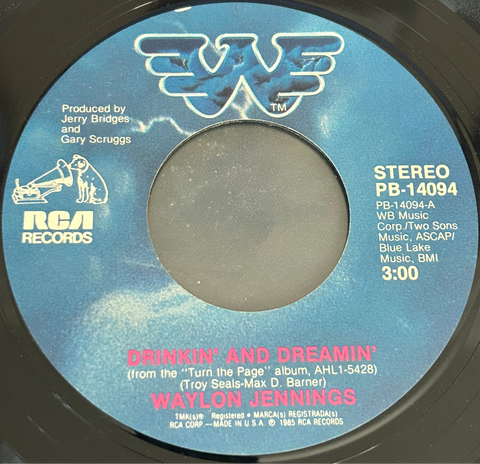 W
TM
Produced by
Jerry Bridges
and
Gary Scruggs
RCA
RECORDS
STEREO
PB-14094
PB-14094-A
WB Music
Corp./Two Sons
Music, ASCAP/
Blue Lake
Music, BMI
3:00
DRINKIN' AND DREAMIN'
(from the "Turn the Page" album, AHL1-5428)
(Troy Seals-Max D. Barner)
WAYLON JENNINGS
TMK(s) ® Registered • MARCA(S) REGISTRADA(S)
RCA CORP.—MADE IN U.S.A. ℗ 1985 RCA RECORDS